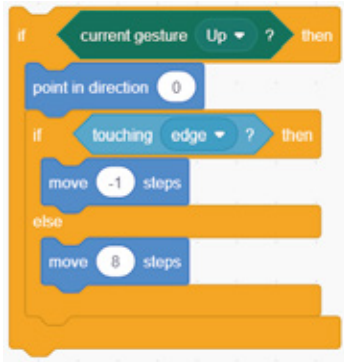 if current gesture Up ? then
point in direction 0
if touching edge ? then
move -1 steps
else
move 8 steps